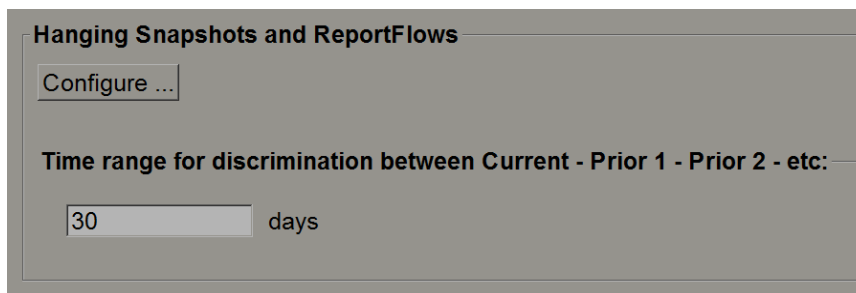 Hanging Snapshots and ReportFlows
Configure ...
Time range for discrimination between Current - Prior 1 - Prior 2 - etc:
30 days